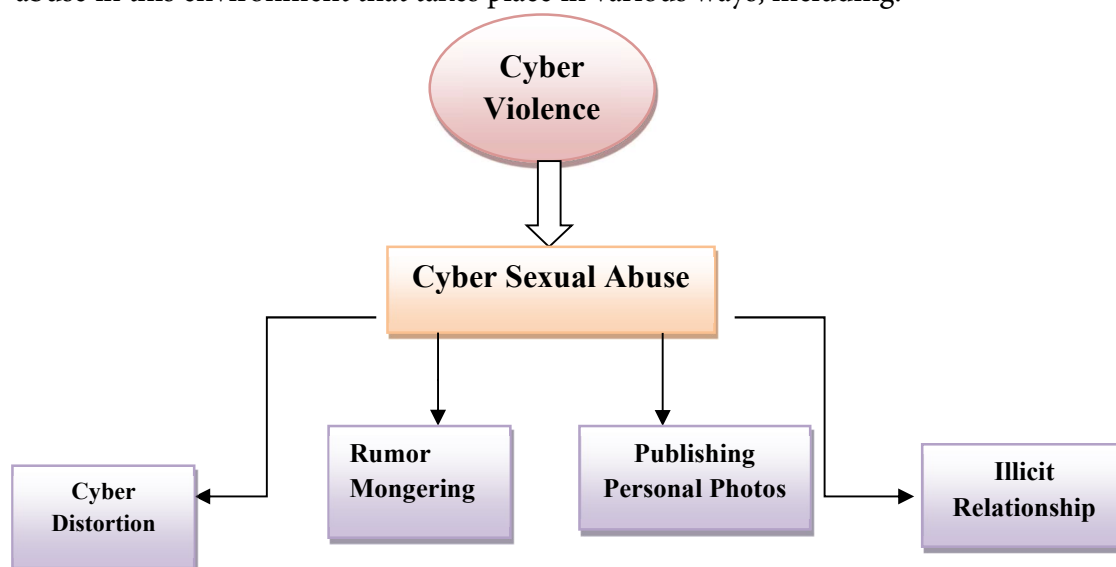 abuse in this environment that takes place in various ways, including:
Cyber
Violence
Cyber Sexual Abuse
Cyber
Distortion
Rumor
Mongering
Publishing
Personal Photos
Illicit
Relationship